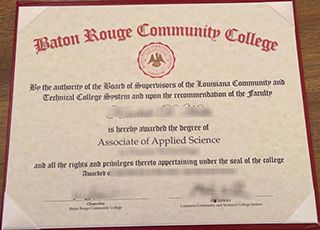 Baton Rouge Community College
By the authority of the Board of Supervisors of the Louisiana Community and
Technical College System and upon the recommendation of the Faculty
is hereby awarded the degree of
Associate of Applied Science
and all the rights and privileges thereto appertaining under the seal of the college
Awarded
Chancellor
Baton Rouge Community College
Louisiana Community and Technical College System